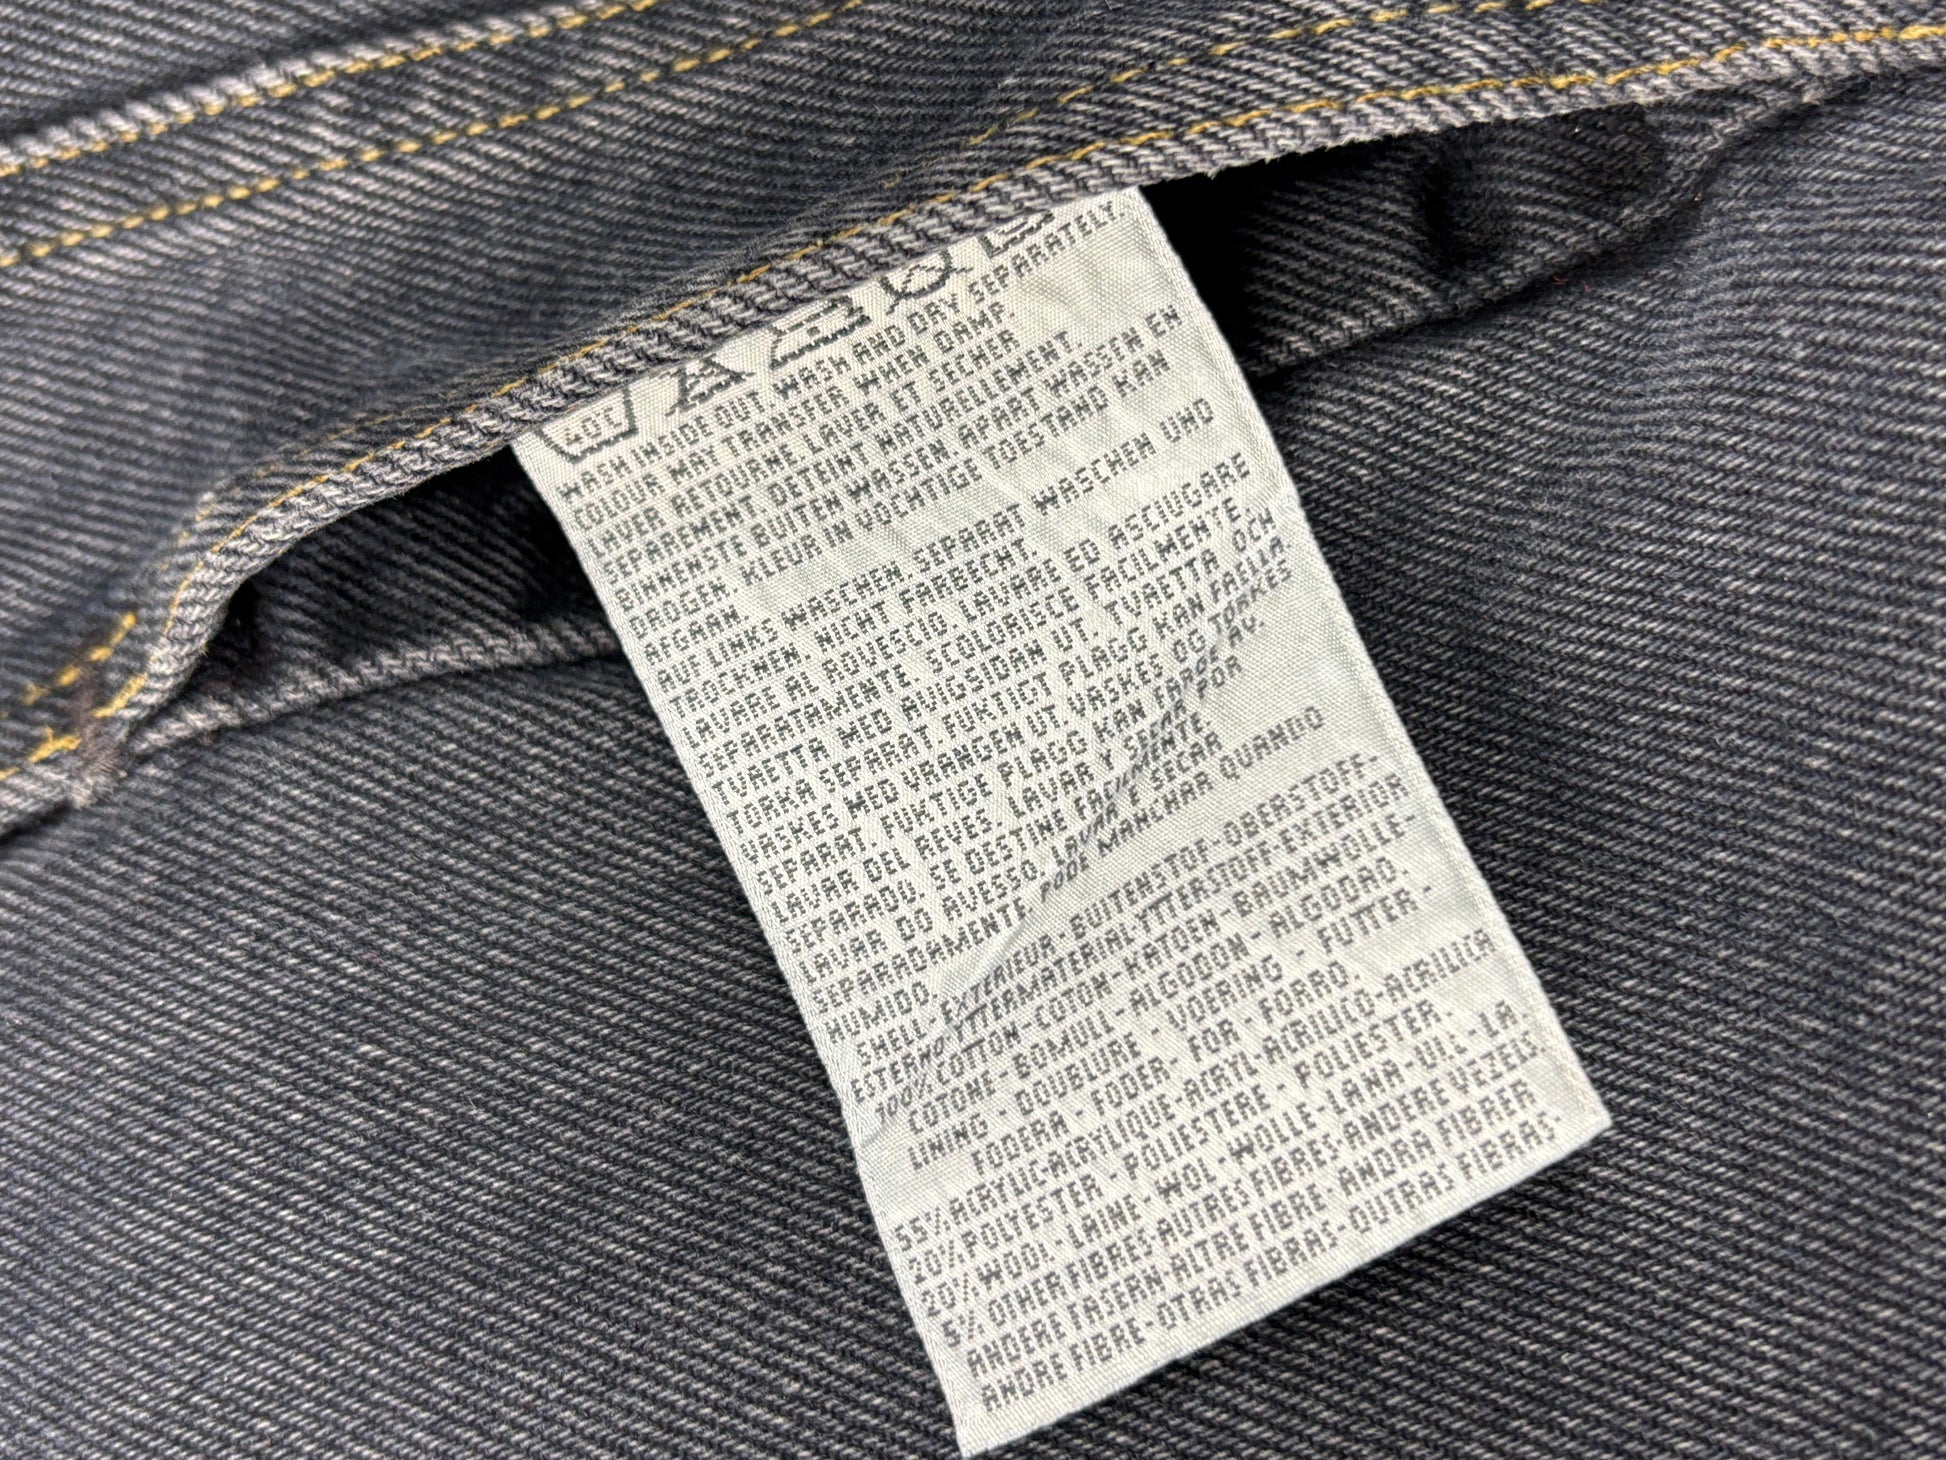 40°C
WASH INSIDE OUT. WASH AND DRY SEPARATELY.
COLOUR MAY TRANSFER WHEN DAMP.
LAVER RETOURNE. LAVER ET SECHER
SEPAREMENT. DETEINT NATURELLEMENT.
BINNENSTE BUITEN WASSEN. APART WASSEN EN
DROGEN. KLEUR IN VOCHTIGE TOESTAND KAN
AFGAAN.
AUF LINKS WASCHEN. SEPARAT WASCHEN UND
TROCKNEN. NICHT FARBECHT.
LAVARE AL ROVESCIO. LAVARE ED ASCIUGARE
SEPARATAMENTE. SCOLORISCE FACILMENTE.
TVAETTA MED AVIGSIDAN UT. TVAETTA OCH
TORKA SEPARAT. FUKTIGT PLAGG KAN FAELLA.
VASKES MED VRANGEN UT. VASKES OG TORKES
SEPARAT. FUKTIGE PLAGG KAN FARGE AV.
LAVAR DEL REVES. LAVAR Y SECAR POR
SEPARADO. SE DESTINE FACILMENTE.
LAVAR DO AVESSO. LAVAR E SECAR
SEPARADAMENTE. PODE MANCHAR QUANDO
HUMIDO.
SHELL-EXTERIEUR-BUITENSTOF-OBERSTOFF-
ESTERNO-YTTERMATERIAL-YTTERSTOFF-EXTERIOR
100% COTTON-COTON-KATOEN-BAUMWOLLE-
COTONE-BOMULL-ALGODON-ALGODAO.
LINING - DOUBLURE - VOERING - FUTTER -
FODERA - FODER - FOR - FORRO.
55% ACRYLIC-ACRYLIQUE-ACRYL-ACRILICO-ACRILICA
20% POLYESTER - POLIESTERE - POLIESTER.
20% WOOL-LAINE-WOL-WOLLE-LANA-ULL-LA.
5% OTHER FIBRES-AUTRES FIBRES-ANDERE VEZELS.
ANDERE FASERN-ALTRE FIBRE-ANDRA FIBRER
ANDRE FIBRE-OTRAS FIBRAS-OUTRAS FIBRAS